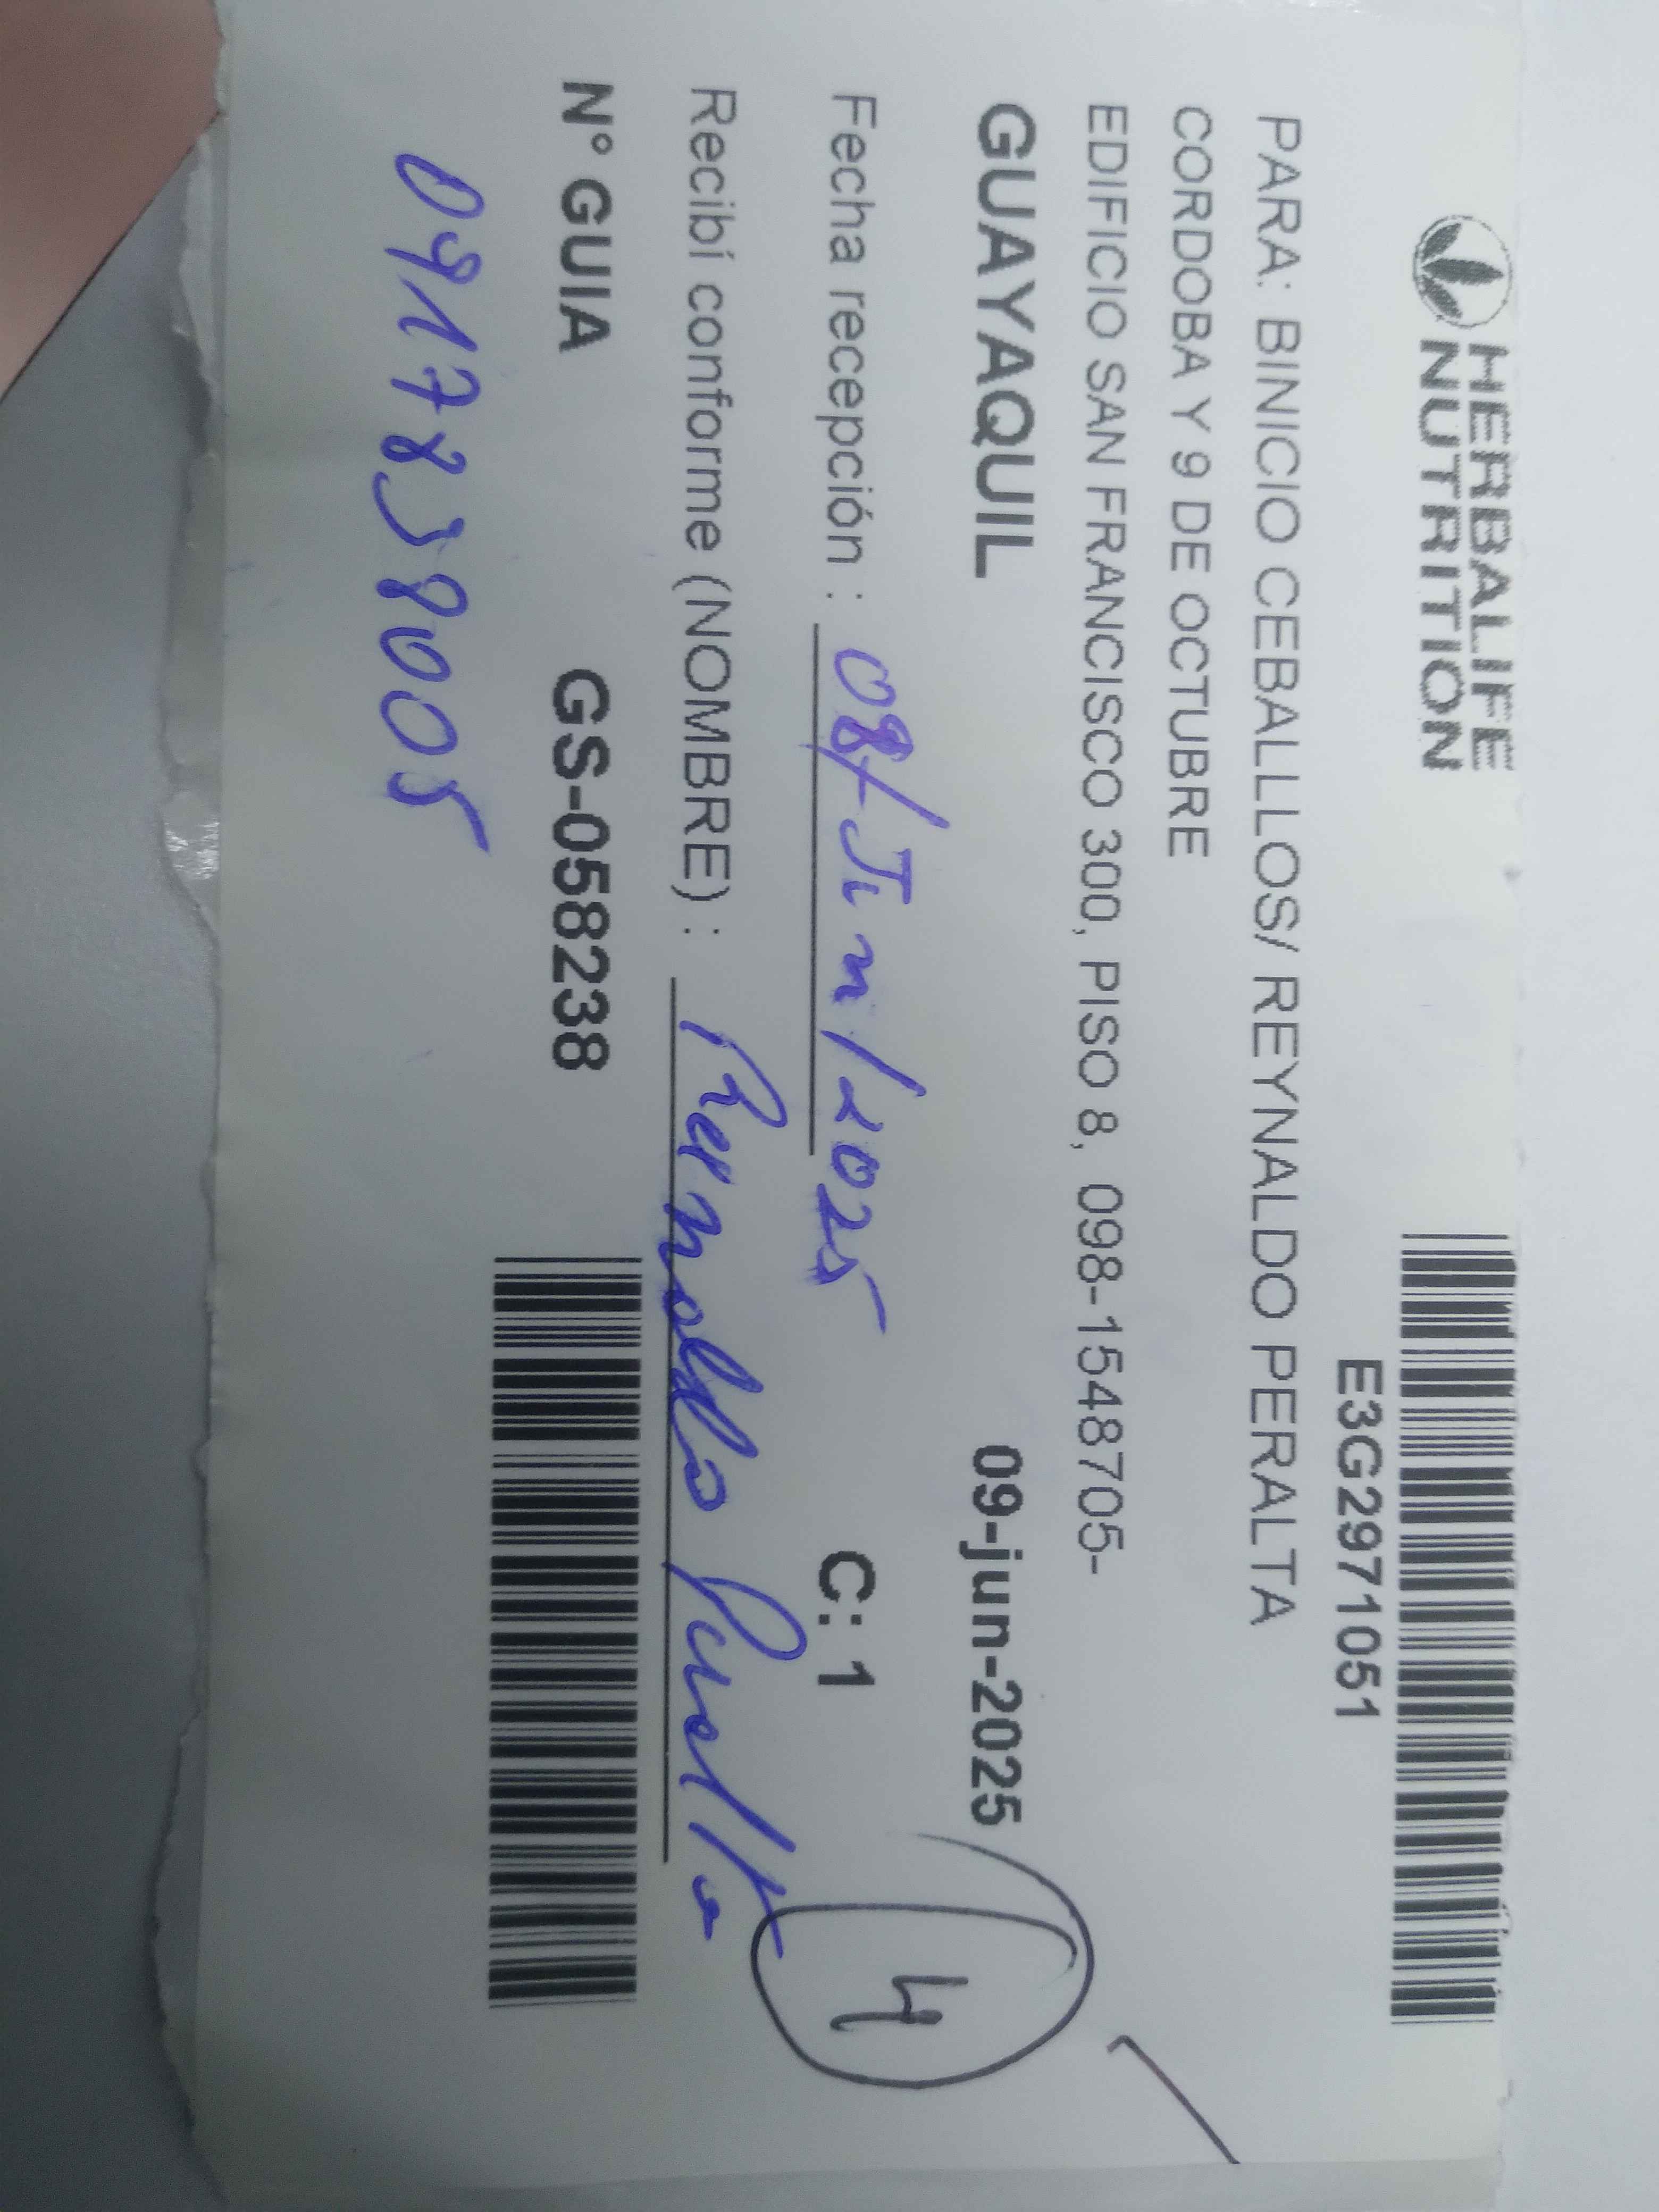 HERBALIFE
NUTRITION
E3G2971051
PARA: BINICIO CEBALLLOS/ REYNALDO PERALTA
CORDOBA Y 9 DE OCTUBRE
EDIFICIO SAN FRANCISCO 300, PISO 8, 098-1548705-
GUAYAQUIL 09-jun-2025
Fecha recepción : 08/Jun/2025 C: 1
4
Recibí conforme (NOMBRE) : Reynaldo Peralta
N° GUIA GS-058238
0917838005